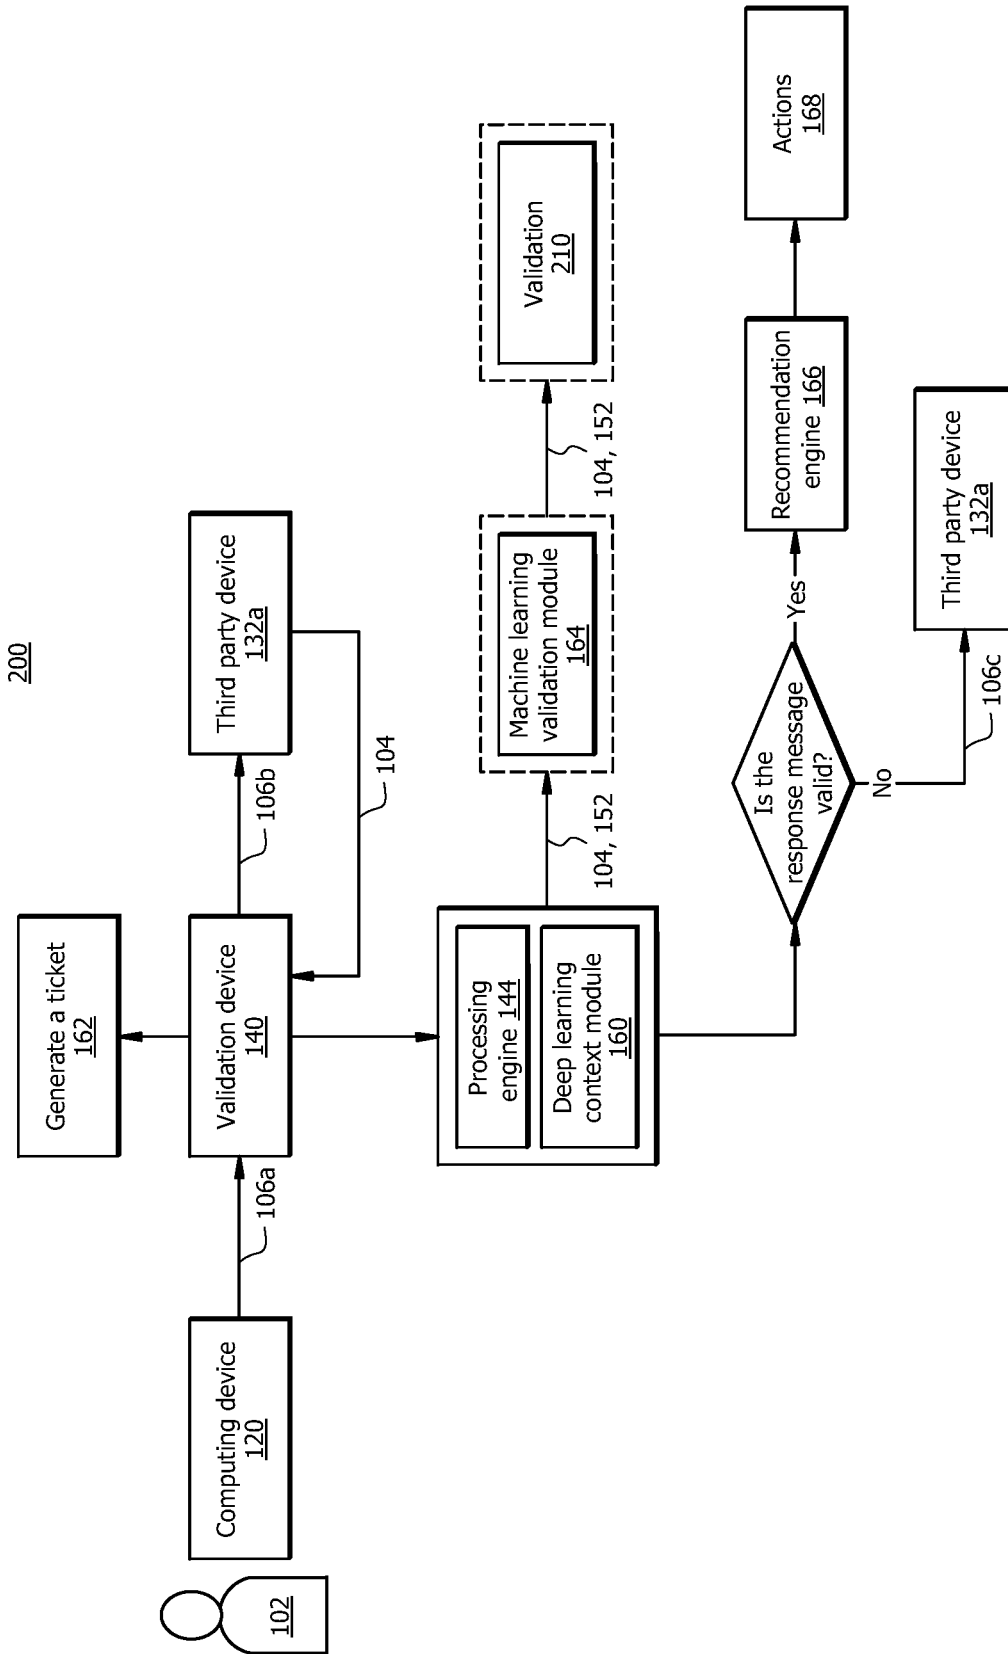 200
102
Computing device
120
106a
Generate a ticket
162
Validation device
140
106b
Third party device
132a
104
Processing
engine 144
Deep learning
context module
160
104, 152
Machine learning
validation module
164
104, 152
Validation
210
Is the
response message
valid?
Yes
No
106c
Recommendation
engine 166
Actions
168
Third party device
132a